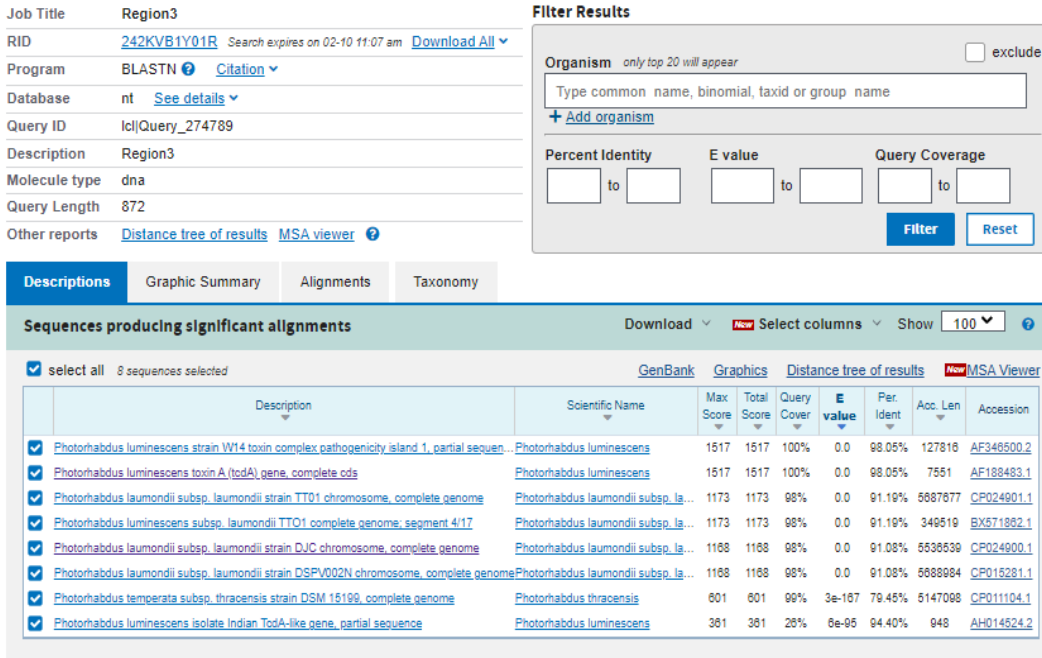 Job Title Region3
RID 242KVB1Y01R Search expires on 02-10 11:07 am Download All
Program BLASTN ? Citation
Database nt See details
Query ID lcl|Query_274789
Description Region3
Molecule type dna
Query Length 872
Other reports Distance tree of results MSA viewer ?
Filter Results
Organism only top 20 will appear exclude
Type common name, binomial, taxid or group name
+ Add organism
Percent Identity E value Query Coverage
to to to
Filter Reset
Descriptions Graphic Summary Alignments Taxonomy
Sequences producing significant alignments Download New Select columns Show 100 ?
select all 8 sequences selected GenBank Graphics Distance tree of results New MSA Viewer
Description Scientific Name Max Score Total Score Query Cover E value Per. Ident Acc. Len Accession
Photorhabdus luminescens strain W14 toxin complex pathogenicity island 1, partial sequen... Photorhabdus luminescens 1517 1517 100% 0.0 98.05% 127816 AF346500.2
Photorhabdus luminescens toxin A (tcdA) gene, complete cds Photorhabdus luminescens 1517 1517 100% 0.0 98.05% 7551 AF188483.1
Photorhabdus laumondii subsp. laumondii strain TT01 chromosome, complete genome Photorhabdus laumondii subsp. la... 1173 1173 98% 0.0 91.19% 5687677 CP024901.1
Photorhabdus luminescens subsp. laumondii TTO1 complete genome; segment 4/17 Photorhabdus laumondii subsp. la... 1173 1173 98% 0.0 91.19% 349519 BX571862.1
Photorhabdus laumondii subsp. laumondii strain DJC chromosome, complete genome Photorhabdus laumondii subsp. la... 1168 1168 98% 0.0 91.08% 5536539 CP024900.1
Photorhabdus laumondii subsp. laumondii strain DSPV002N chromosome, complete genome Photorhabdus laumondii subsp. la... 1168 1168 98% 0.0 91.08% 5688984 CP015281.1
Photorhabdus temperata subsp. thracensis strain DSM 15199, complete genome Photorhabdus thracensis 601 601 99% 3e-167 79.45% 5147098 CP011104.1
Photorhabdus luminescens isolate Indian TcdA-like gene, partial sequence Photorhabdus luminescens 361 361 26% 6e-95 94.40% 948 AH014524.2